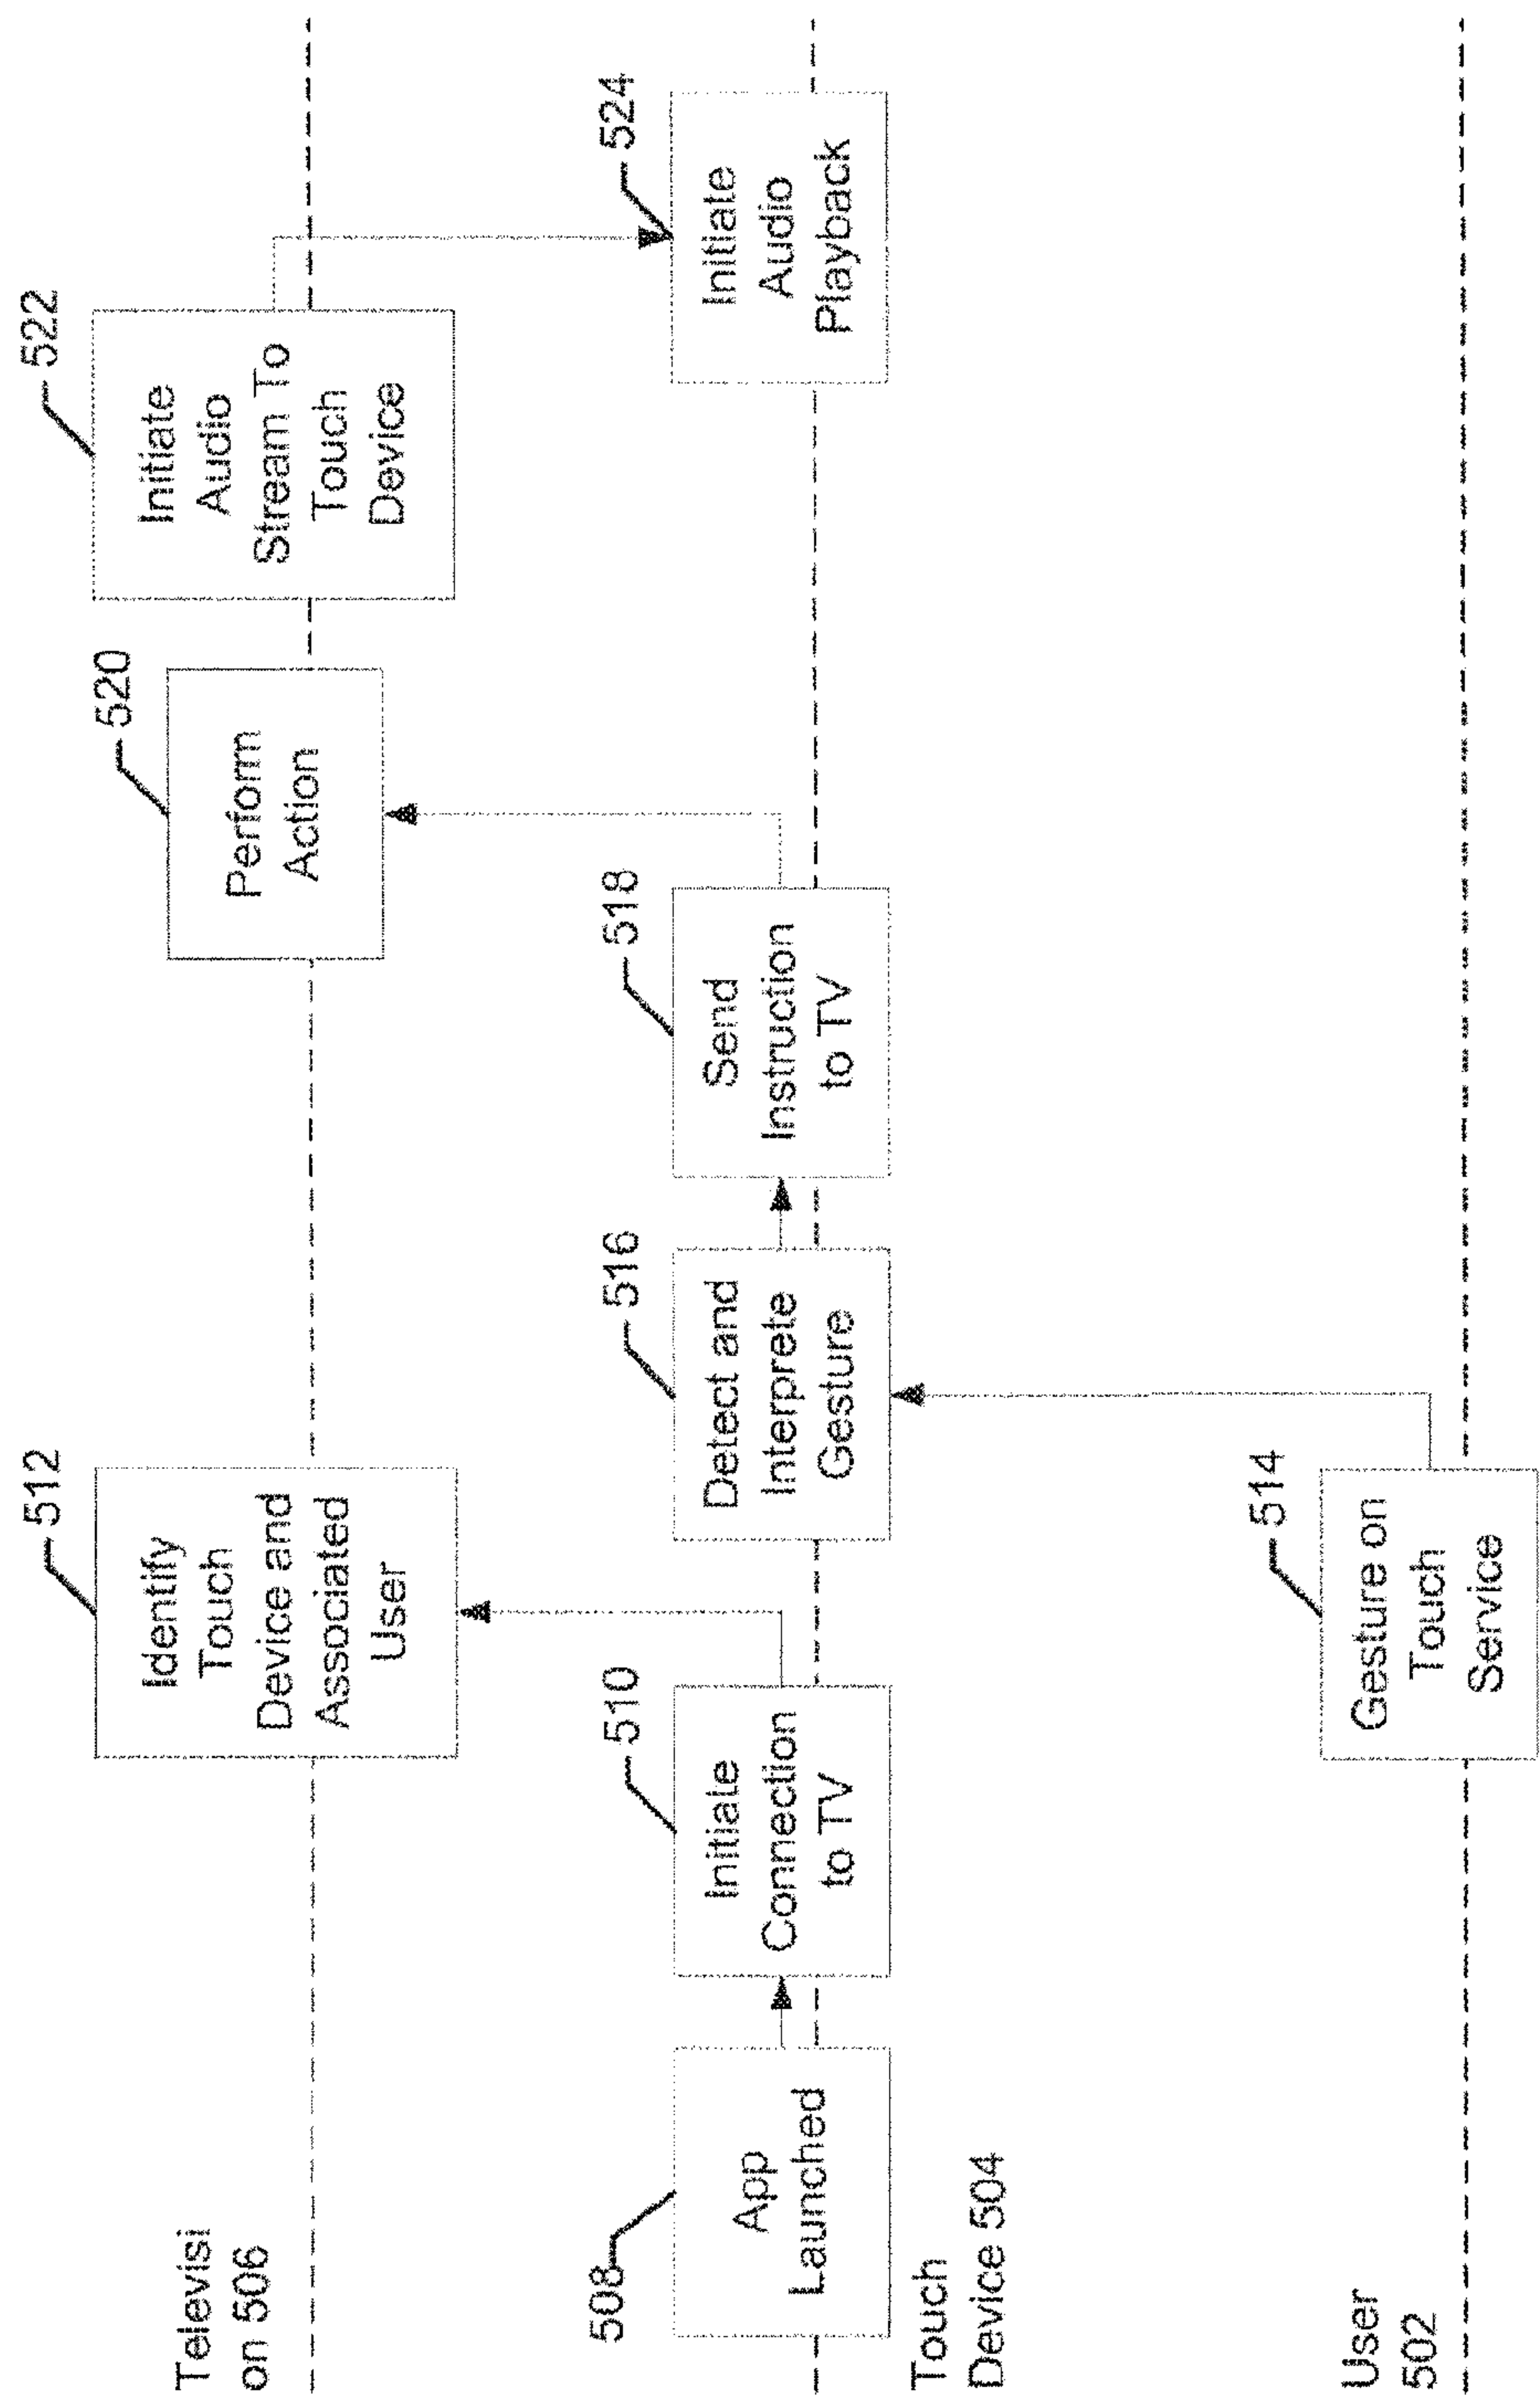 Televisi
on 506
512
Identify
Touch
Device and
Associated
User
520
Perform
Action
522
Initiate
Audio
Stream To
Touch
Device
508
App
Launched
510
Initiate
Connection
to TV
516
Detect and
Interprete
Gesture
518
Send
Instruction
to TV
524
Initiate
Audio
Playback
Touch
Device 504
User
502
514
Gesture on
Touch
Service